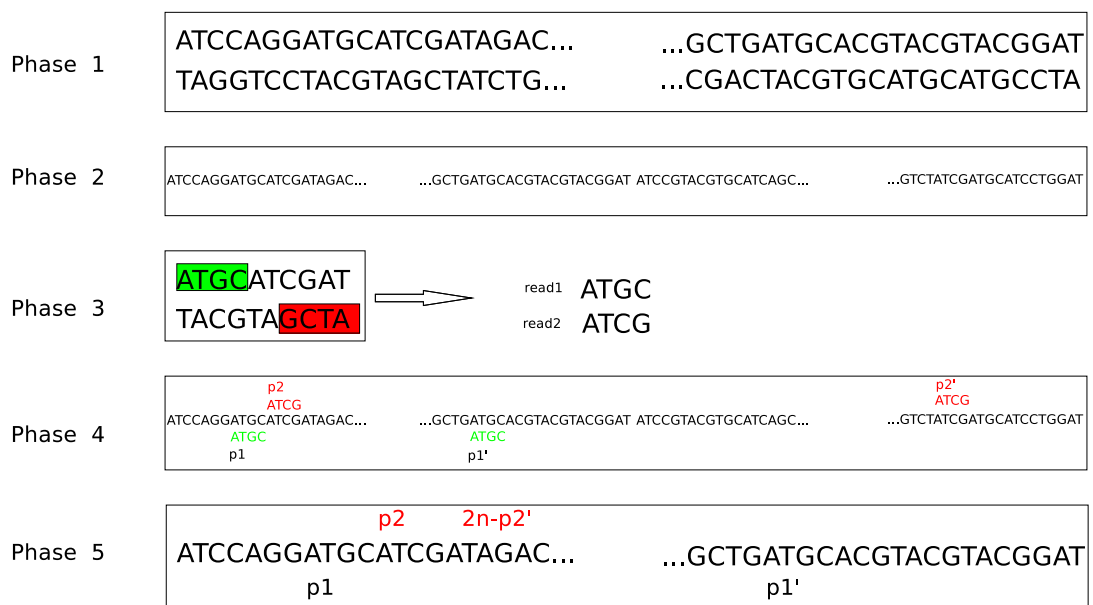 Phase 1
ATCCAGGATGCATCGATAGAC... ...GCTGATGCACGTACGTACGGAT
TAGGTCCTACGTAGCTATCTG... ...CGACTACGTGCATGCATGCCTA
Phase 2
ATCCAGGATGCATCGATAGAC... ...GCTGATGCACGTACGTACGGAT ATCCGTACGTGCATCAGC... ...GTCTATCGATGCATCCTGGAT
Phase 3
ATGCATCGAT
TACGTAGCTA
read1 ATGC
read2 ATCG
Phase 4
p2 p2'
ATCG ATCG
ATCCAGGATGCATCGATAGAC... ...GCTGATGCACGTACGTACGGAT ATCCGTACGTGCATCAGC... ...GTCTATCGATGCATCCTGGAT
ATGC ATGC
p1 p1'
Phase 5
p2 2n-p2'
ATCCAGGATGCATCGATAGAC... ...GCTGATGCACGTACGTACGGAT
p1 p1'